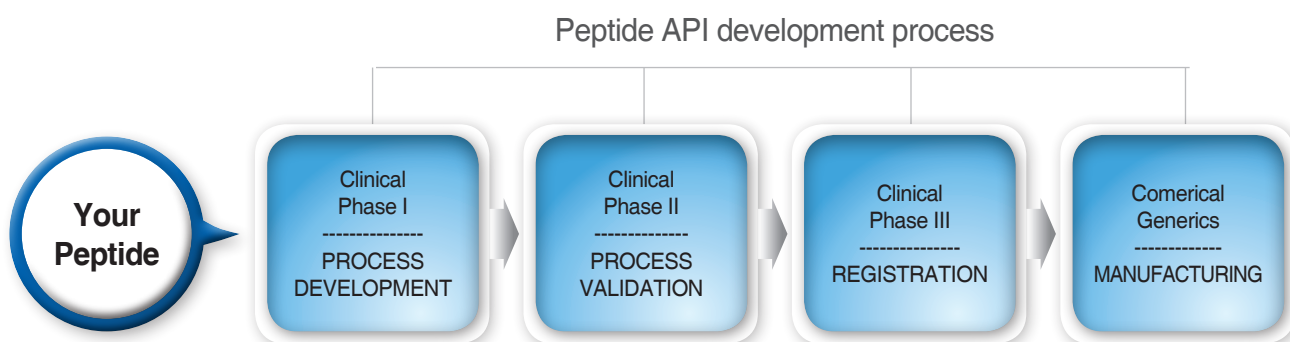 Peptide API development process
Your
Peptide
Clinical
Phase I
---------------
PROCESS
DEVELOPMENT
Clinical
Phase II
--------------
PROCESS
VALIDATION
Clinical
Phase III
---------------
REGISTRATION
Comerical
Generics
-------------
MANUFACTURING